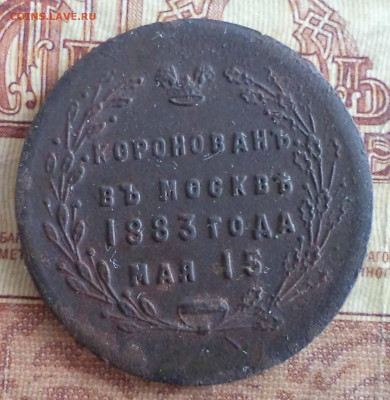 COINS.LAVE.RU
КОРОНОВАНЪ
ВЪ МОСКВѢ
1883 ГОДА
МАЯ 15